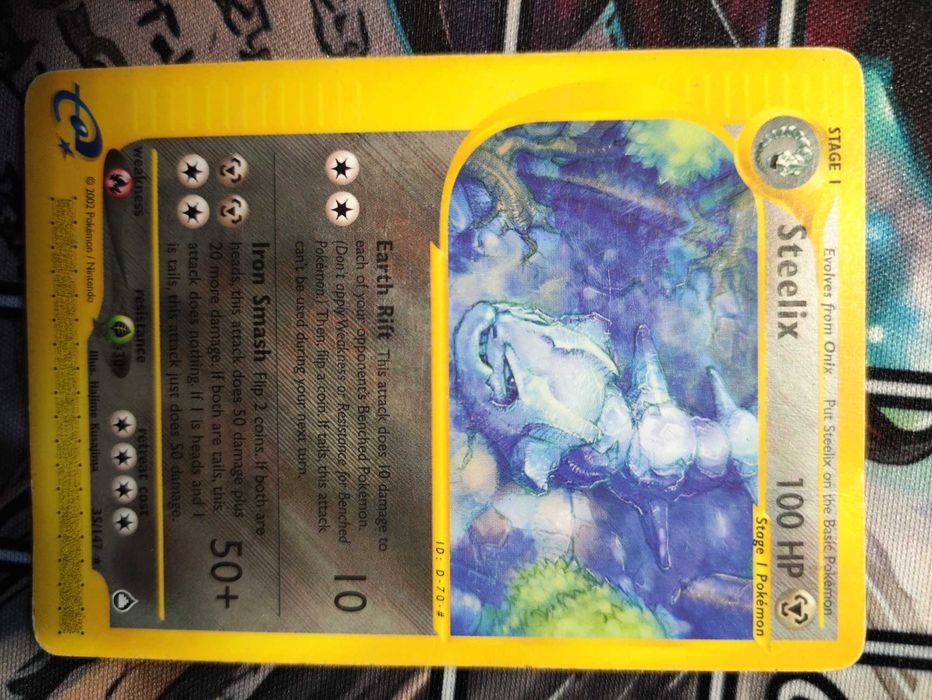 STAGE 1
Evolves from Onix Put Steelix on the Basic Pokémon
Steelix
100 HP
Stage 1 Pokémon
ID: D-70-#
Earth Rift This attack does 10 damage to
each of your opponent's Benched Pokémon.
(Don't apply Weakness or Resistance for Benched
Pokémon.) Then, flip a coin. If tails, this attack
can't be used during your next turn.
10
Iron Smash Flip 2 coins. If both are
heads, this attack does 50 damage plus
20 more damage. If both are tails, this
attack does nothing. If 1 is heads and 1
is tails, this attack just does 50 damage.
50+
weakness
resistance
-30
retreat cost
Illus. Hajime Kusajima
35/147 ★
© 2002 Pokémon / Nintendo
e